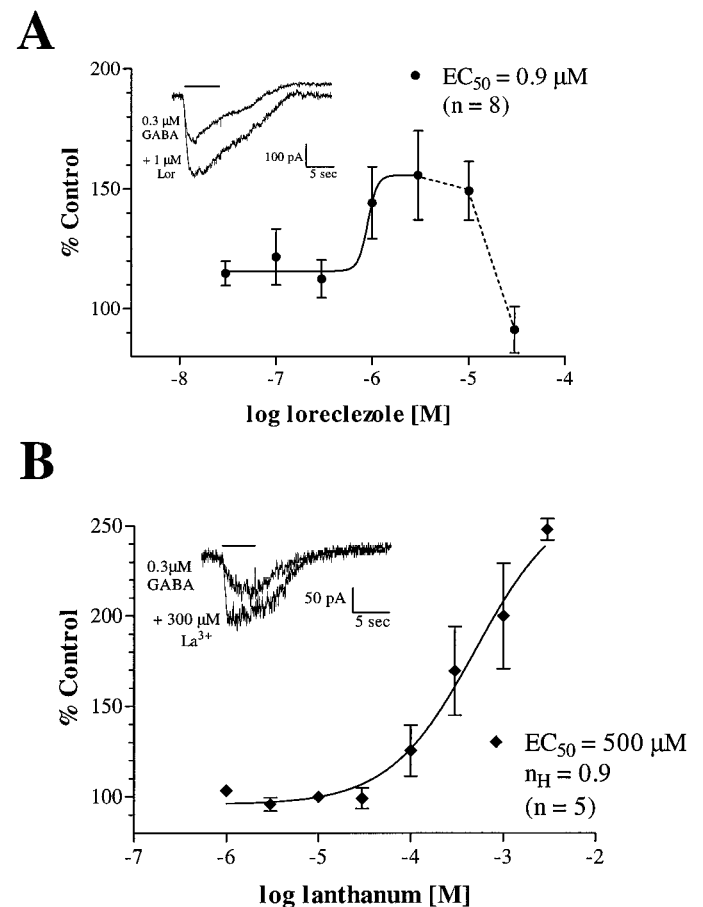 A
200
150
100
% Control
0.3 µM
GABA
+ 1 µM
Lor
100 pA
5 sec
EC50 = 0.9 µM
(n = 8)
-8 -7 -6 -5 -4
log loreclezole [M]
B
250
200
150
100
% Control
0.3µM
GABA
+ 300 µM
La3+
50 pA
5 sec
EC50 = 500 µM
nH = 0.9
(n = 5)
-7 -6 -5 -4 -3 -2
log lanthanum [M]